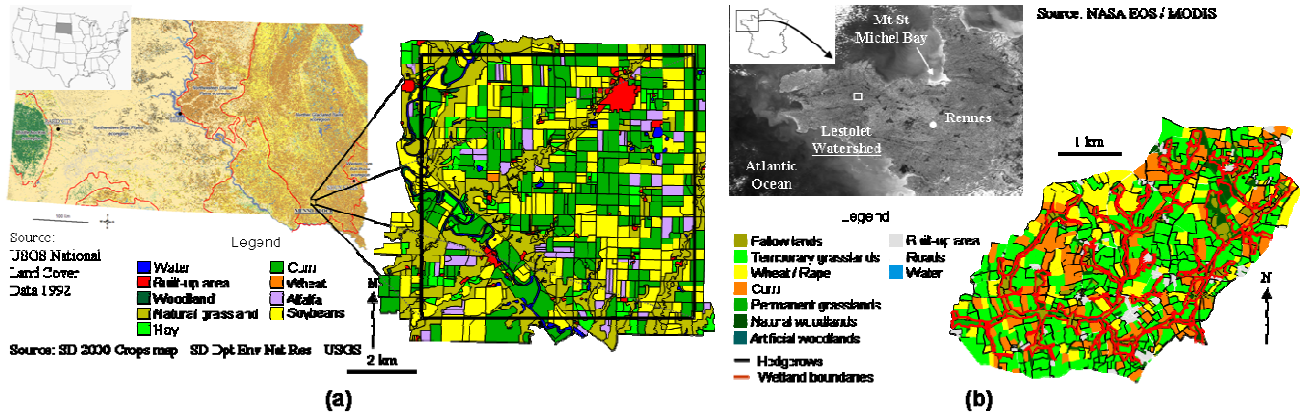 Source:
USGS National
Land Cover
Data 1992
Legend
Water
Built-up area
Woodland
Natural grassland
Hay
Corn
Wheat
Alfalfa
Soybeans
N
Source: SD 2000 Crops map SD Dpt Env Nat Res USGS
2 km
(a)
Source: NASA EOS / MODIS
Mt St
Michel Bay
Rennes
Lestolet
Watershed
Atlantic
Ocean
1 km
Legend
Fallow lands
Temporary grasslands
Wheat / Rape
Corn
Permanent grasslands
Natural woodlands
Artificial woodlands
Hedgerows
Wetland boundaries
Built-up area
Roads
Water
N
(b)